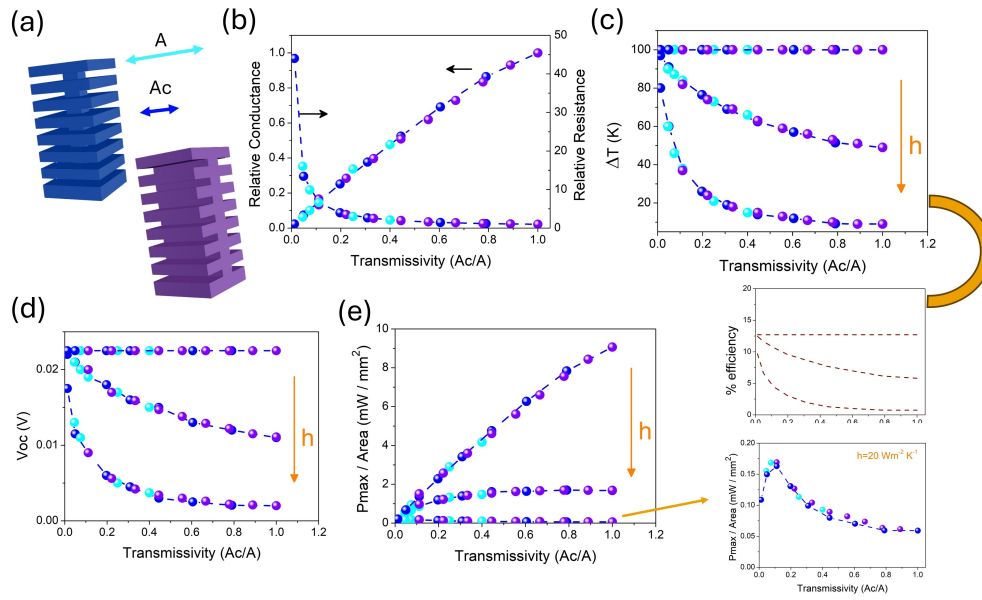 (a)
A
Ac
(b)
Relative Conductance
1.0
0.8
0.6
0.4
0.2
0.0
50
40
30
20
10
0
Relative Resistance
0.0 0.2 0.4 0.6 0.8 1.0
Transmissivity (Ac/A)
(c)
ΔT (K)
100
80
60
40
20
h
0.0 0.2 0.4 0.6 0.8 1.0 1.2
Transmissivity (Ac/A)
(d)
Voc (V)
0.02
0.01
0.00
h
0.0 0.2 0.4 0.6 0.8 1.0 1.2
Transmissivity (Ac/A)
(e)
Pmax / Area (mW / mm²)
10
8
6
4
2
0
h
0.0 0.2 0.4 0.6 0.8 1.0 1.2
Transmissivity (Ac/A)
% efficiency
20
15
10
5
0
0.0 0.2 0.4 0.6 0.8 1.0
h=20 Wm⁻² K⁻¹
Pmax / Area (mW / mm²)
0.20
0.15
0.10
0.05
0.00
0.0 0.2 0.4 0.6 0.8 1.0
Transmissivity (Ac/A)